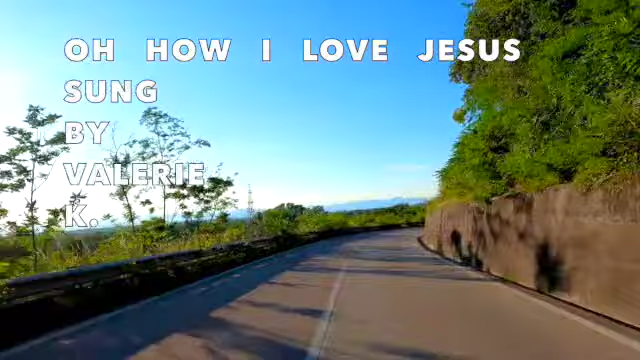 OH HOW I LOVE JESUS
SUNG
BY
VALERIE
K.